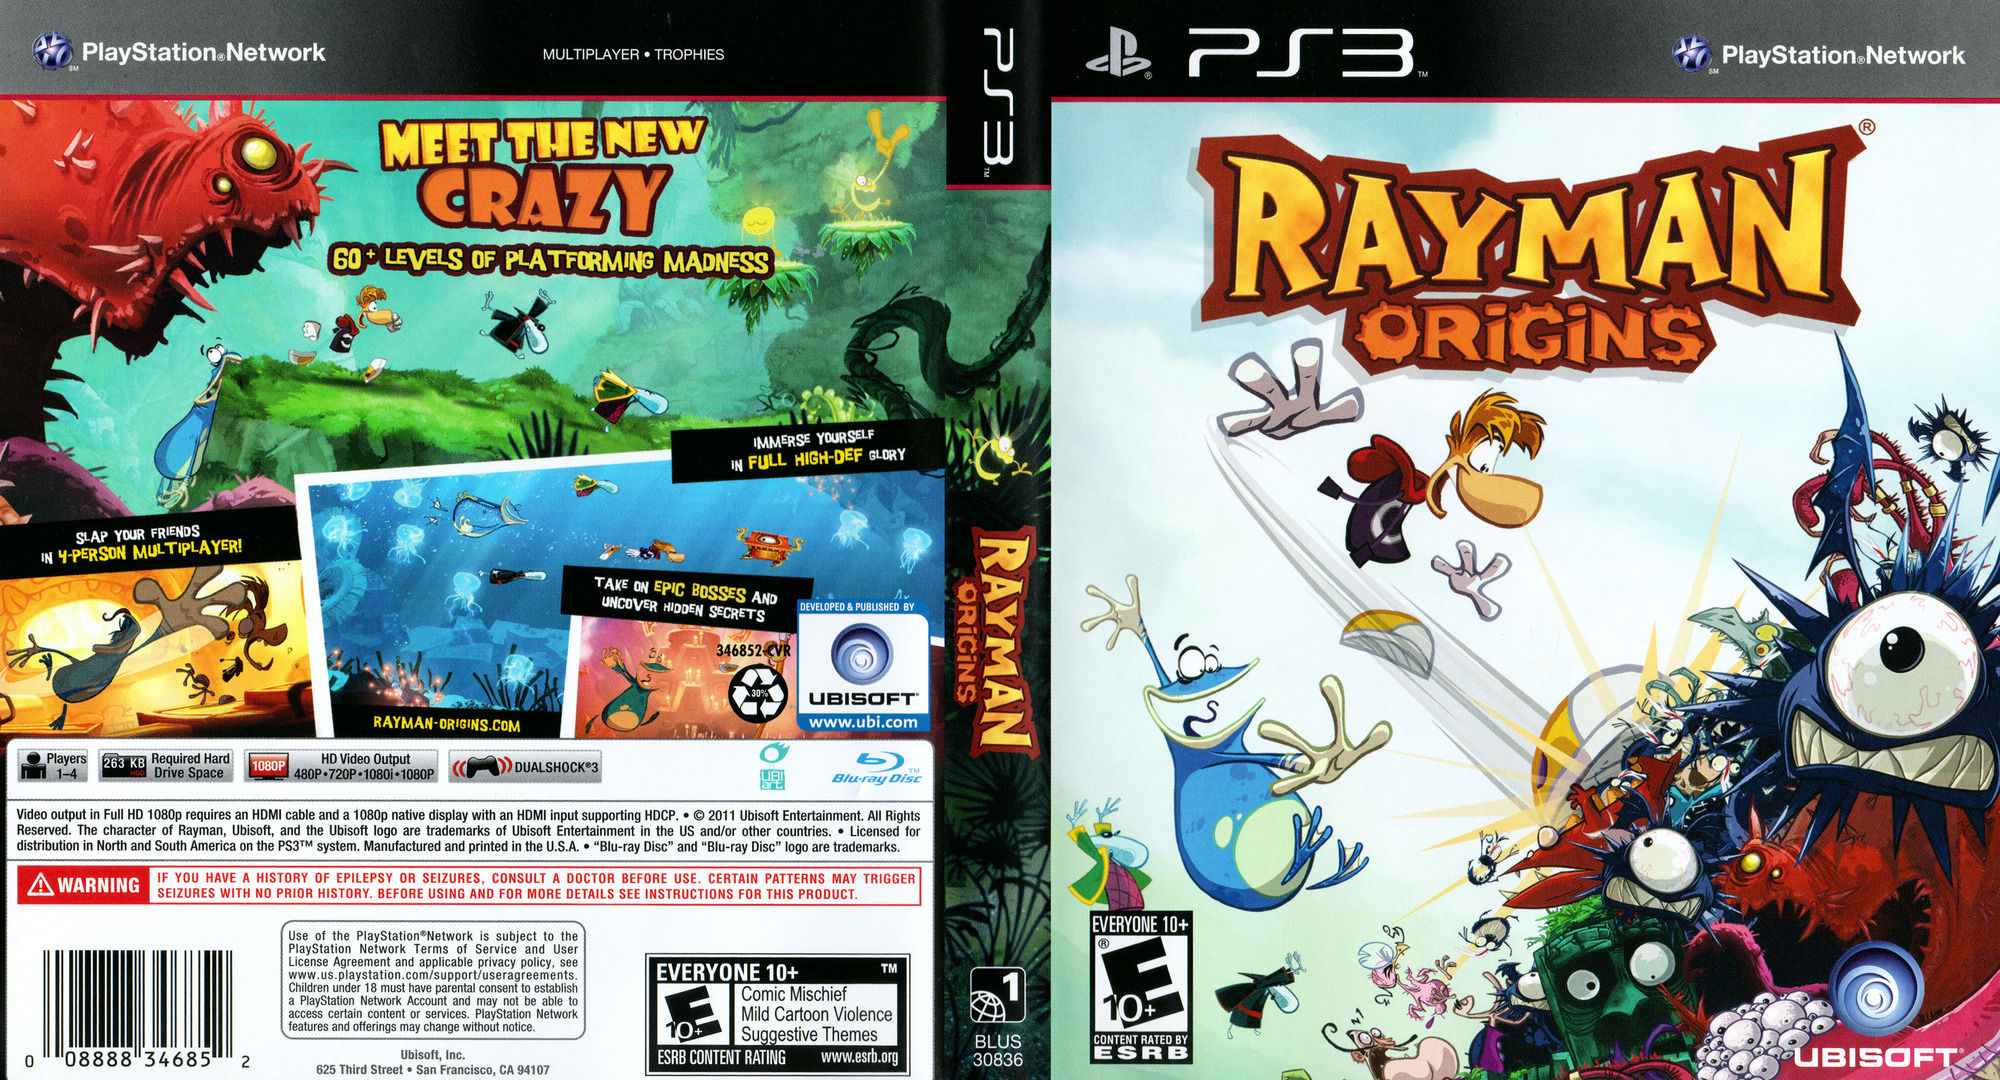 PlayStation®Network
SM
MULTIPLAYER • TROPHIES
MEET THE NEW
CRAZY
60+ LEVELS OF PLATFORMING MADNESS
IMMERSE YOURSELF
IN FULL HIGH-DEF GLORY
SLAP YOUR FRIENDS
IN 4-PERSON MULTIPLAYER!
TAKE ON EPIC BOSSES AND
UNCOVER HIDDEN SECRETS
RAYMAN-ORIGINS.COM
346852-CVR
30%
DEVELOPED & PUBLISHED BY
UBISOFT®
www.ubi.com
Players
1–4
263 KB
HDD
Required Hard
Drive Space
1080P
HD Video Output
480P•720P•1080i•1080P
DUALSHOCK®3
UBI
art
Blu-ray Disc™
Video output in Full HD 1080p requires an HDMI cable and a 1080p native display with an HDMI input supporting HDCP. • © 2011 Ubisoft Entertainment. All Rights
Reserved. The character of Rayman, Ubisoft, and the Ubisoft logo are trademarks of Ubisoft Entertainment in the US and/or other countries. • Licensed for
distribution in North and South America on the PS3™ system. Manufactured and printed in the U.S.A. • “Blu-ray Disc” and “Blu-ray Disc” logo are trademarks.
WARNING
IF YOU HAVE A HISTORY OF EPILEPSY OR SEIZURES, CONSULT A DOCTOR BEFORE USE. CERTAIN PATTERNS MAY TRIGGER
SEIZURES WITH NO PRIOR HISTORY. BEFORE USING AND FOR MORE DETAILS SEE INSTRUCTIONS FOR THIS PRODUCT.
0 08888 34685 2
Use of the PlayStation®Network is subject to the
PlayStation Network Terms of Service and User
License Agreement and applicable privacy policy, see
www.us.playstation.com/support/useragreements.
Children under 18 must have parental consent to establish
a PlayStation Network Account and may not be able to
access certain content or services. PlayStation Network
features and offerings may change without notice.
Ubisoft, Inc.
625 Third Street • San Francisco, CA 94107
EVERYONE 10+ ™
E
10+
Comic Mischief
Mild Cartoon Violence
Suggestive Themes
ESRB CONTENT RATING www.esrb.org
PS3™
RAYMAN
ORIGINS
1
BLUS
30836
® PS3™
PlayStation®Network
SM
RAYMAN®
ORIGINS
EVERYONE 10+
®
E
10+
CONTENT RATED BY
ESRB
UBISOFT®